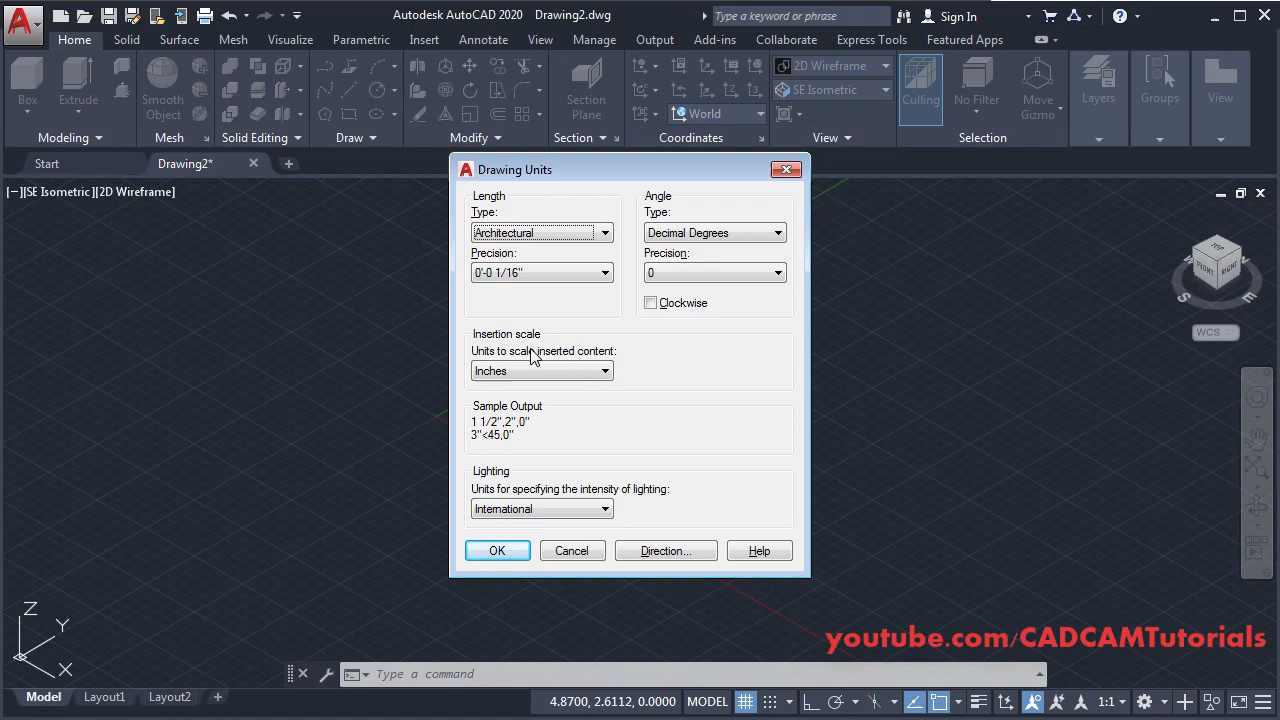 Autodesk AutoCAD 2020 Drawing2.dwg
Type a keyword or phrase
Sign In
Home Solid Surface Mesh Visualize Parametric Insert Annotate View Manage Output Add-ins Collaborate Express Tools Featured Apps
Box
Extrude
Smooth
Object
Section
Plane
World
2D Wireframe
SE Isometric
Culling
No Filter
Move
Gizmo
Layers
Groups
View
Modeling Mesh Solid Editing Draw Modify Section Coordinates View Selection
Start Drawing2*
[−][SE Isometric][2D Wireframe]
Drawing Units
Length
Type:
Architectural
Precision:
0'-0 1/16"
Angle
Type:
Decimal Degrees
Precision:
0
Clockwise
Insertion scale
Units to scale inserted content:
Inches
Sample Output
1 1/2",2",0"
3"<45,0"
Lighting
Units for specifying the intensity of lighting:
International
OK Cancel Direction... Help
TOP
FRONT RIGHT
W N
S E
WCS
Z
Y
X
youtube.com/CADCAMTutorials
Type a command
Model Layout1 Layout2
4.8700, 2.6112, 0.0000 MODEL 1:1